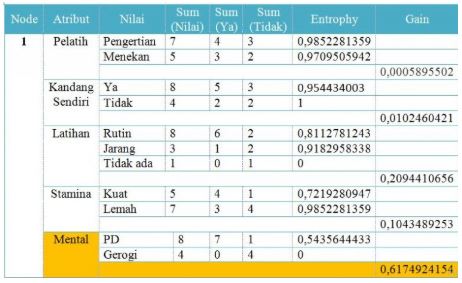 Node Atribut Nilai Sum (Nilai) Sum (Ya) Sum (Tidak) Entrophy Gain
1 Pelatih Pengertian 7 4 3 0,9852281359
Menekan 5 3 2 0,9709505942
0,0005895502
Kandang Sendiri Ya 8 5 3 0,954434003
Tidak 4 2 2 1
0,0102460421
Latihan Rutin 8 6 2 0,8112781243
Jarang 3 1 2 0,9182958338
Tidak ada 1 0 1 0
0,2094410656
Stamina Kuat 5 4 1 0,7219280947
Lemah 7 3 4 0,9852281359
0,1043489253
Mental PD 8 7 1 0,5435644433
Gerogi 4 0 4 0
0,6174924154